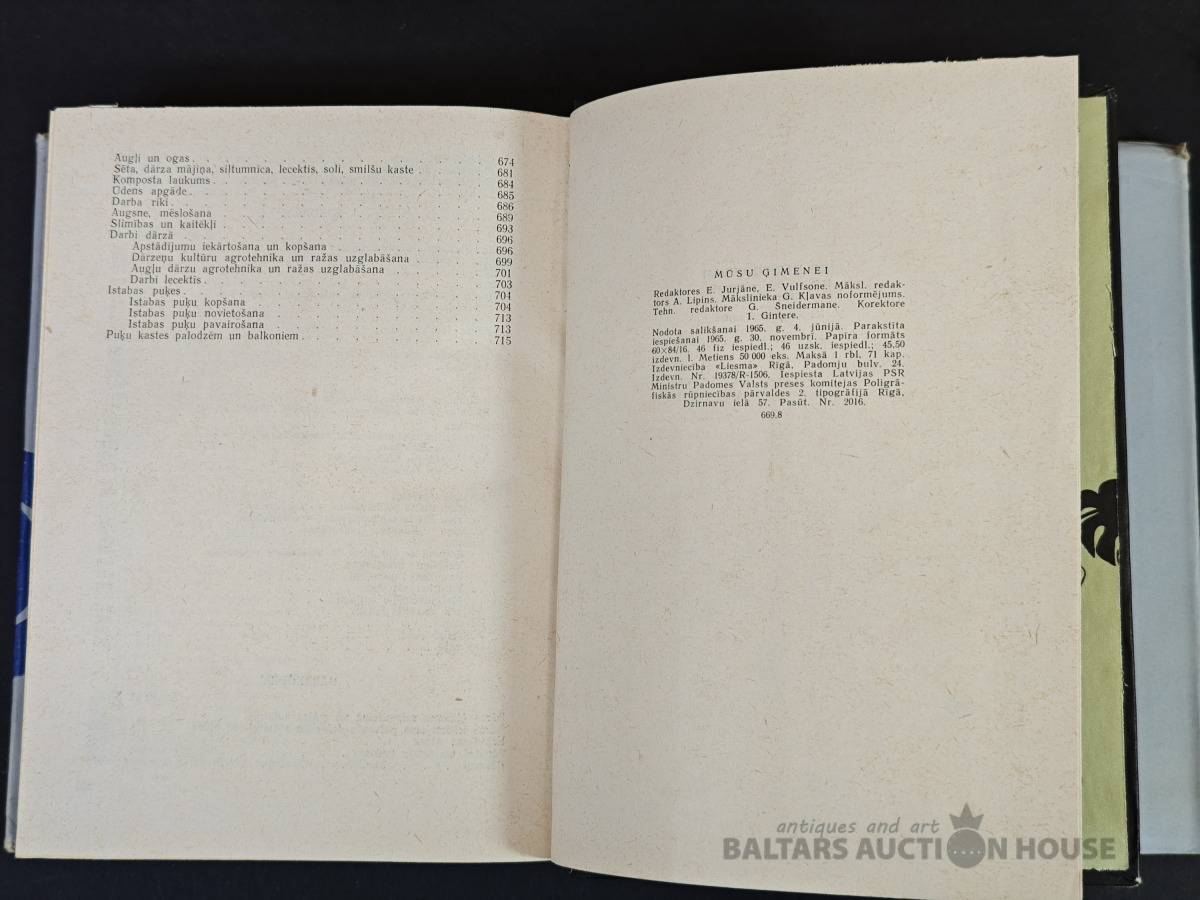 Augļi un ogas . . . . . . . . . . . . . . . . . 674
Sēta, dārza mājiņa, siltumnīca, lecektis, soli, smilšu kaste . . . . . 681
Komposta laukums . . . . . . . . . . . . . . . . 684
Ūdens apgāde . . . . . . . . . . . . . . . . . 685
Darba rīki . . . . . . . . . . . . . . . . . . 686
Augsne, mēslošana . . . . . . . . . . . . . . . 689
Slimības un kaitēkļi . . . . . . . . . . . . . . . 693
Darbi dārzā . . . . . . . . . . . . . . . . . 696
Apstādījumu iekārtošana un kopšana . . . . . . . . . . 696
Dārzeņu kultūru agrotehnika un ražas uzglabāšana . . . . . . 699
Augļu dārzu agrotehnika un ražas uzglabāšana . . . . . . . 701
Darbi lecektīs . . . . . . . . . . . . . . . . 703
Istabas puķes . . . . . . . . . . . . . . . . . 704
Istabas puķu kopšana . . . . . . . . . . . . . . 704
Istabas puķu novietošana . . . . . . . . . . . . . 713
Istabas puķu pavairošana . . . . . . . . . . . . . 713
Puķu kastes palodzēm un balkoniem . . . . . . . . . . . 715
MŪSU ĢIMENEI
Redaktores E. Jurjāne, E. Vulfsone. Māksl. redak-
tors A. Lipins. Mākslinieka G. Kļavas noformējums.
Tehn. redaktore G. Sneidermane. Korektore
I. Gintere.
Nodota salikšanai 1965. g. 4. jūnijā. Parakstīta
iespiešanai 1965. g. 30. novembrī. Papīra formāts
60×84/16. 46 fiz iespiedl.; 46 uzsk. iespiedl.; 45,50
izdevn. l. Metiens 50 000 eks. Maksā 1 rbl. 71 kap.
Izdevniecība «Liesma» Rīgā, Padomju bulv. 24.
Izdevn. Nr. 19378/R-1506. Iespiesta Latvijas PSR
Ministru Padomes Valsts preses komitejas Poligrā-
fiskās rūpniecības pārvaldes 2. tipogrāfijā Rīgā,
Dzirnavu ielā 57. Pasūt. Nr. 2016.
669.8
antiques and art
BALTARS AUCTION HOUSE